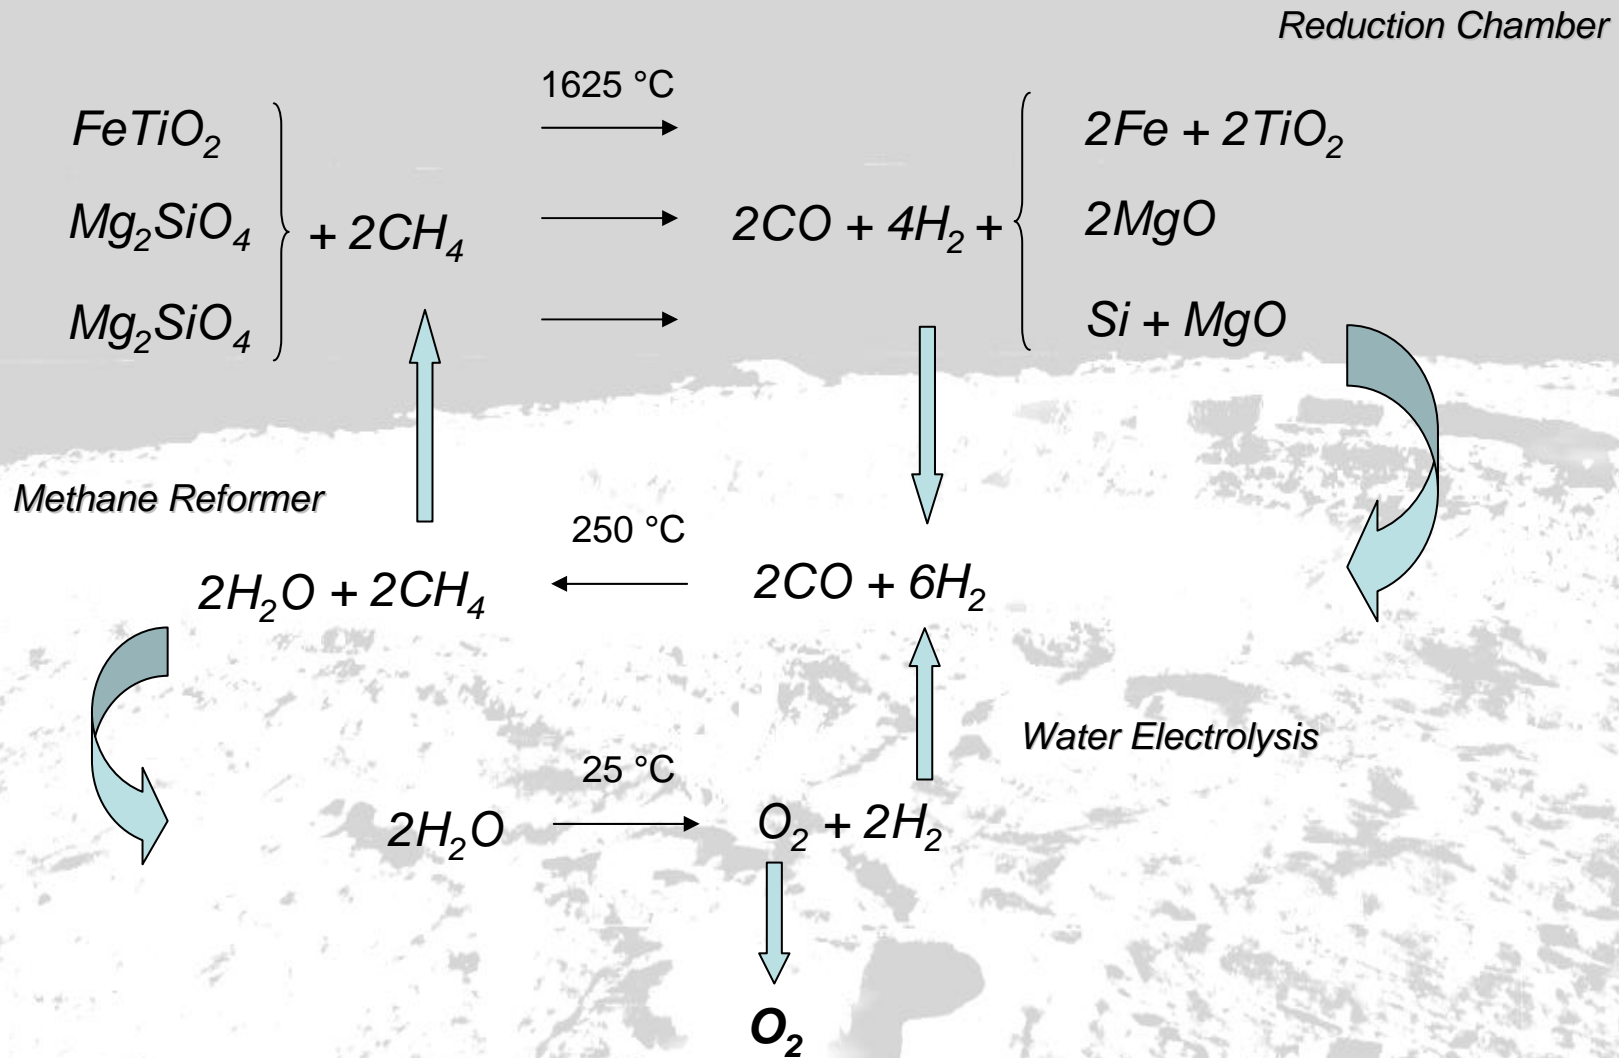 Reduction Chamber
1625 °C
FeTiO₂ 2Fe + 2TiO₂
Mg₂SiO₄ + 2CH₄ 2CO + 4H₂ + 2MgO
Mg₂SiO₄ Si + MgO
Methane Reformer
250 °C
2H₂O + 2CH₄ 2CO + 6H₂
Water Electrolysis
25 °C
2H₂O O₂ + 2H₂
O₂